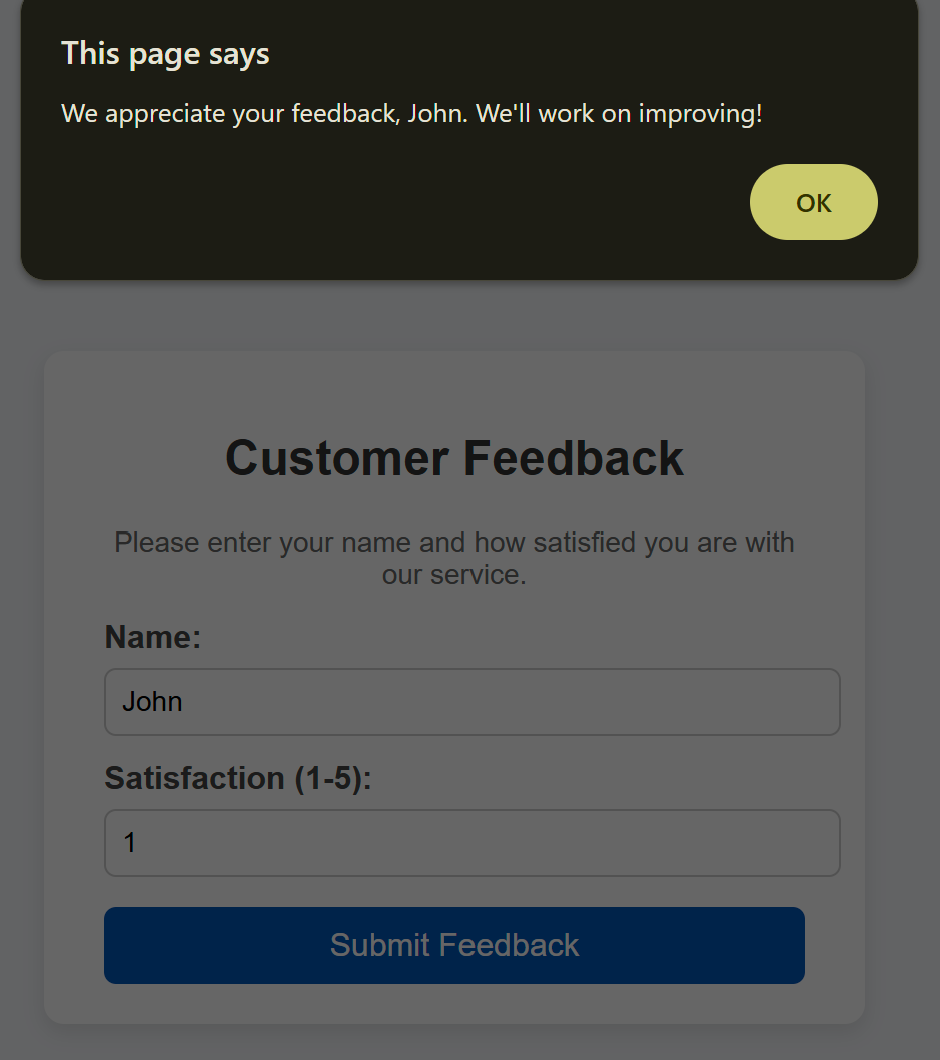 This page says
We appreciate your feedback, John. We'll work on improving!
OK
Customer Feedback
Please enter your name and how satisfied you are with
our service.
Name:
John
Satisfaction (1-5):
1
Submit Feedback